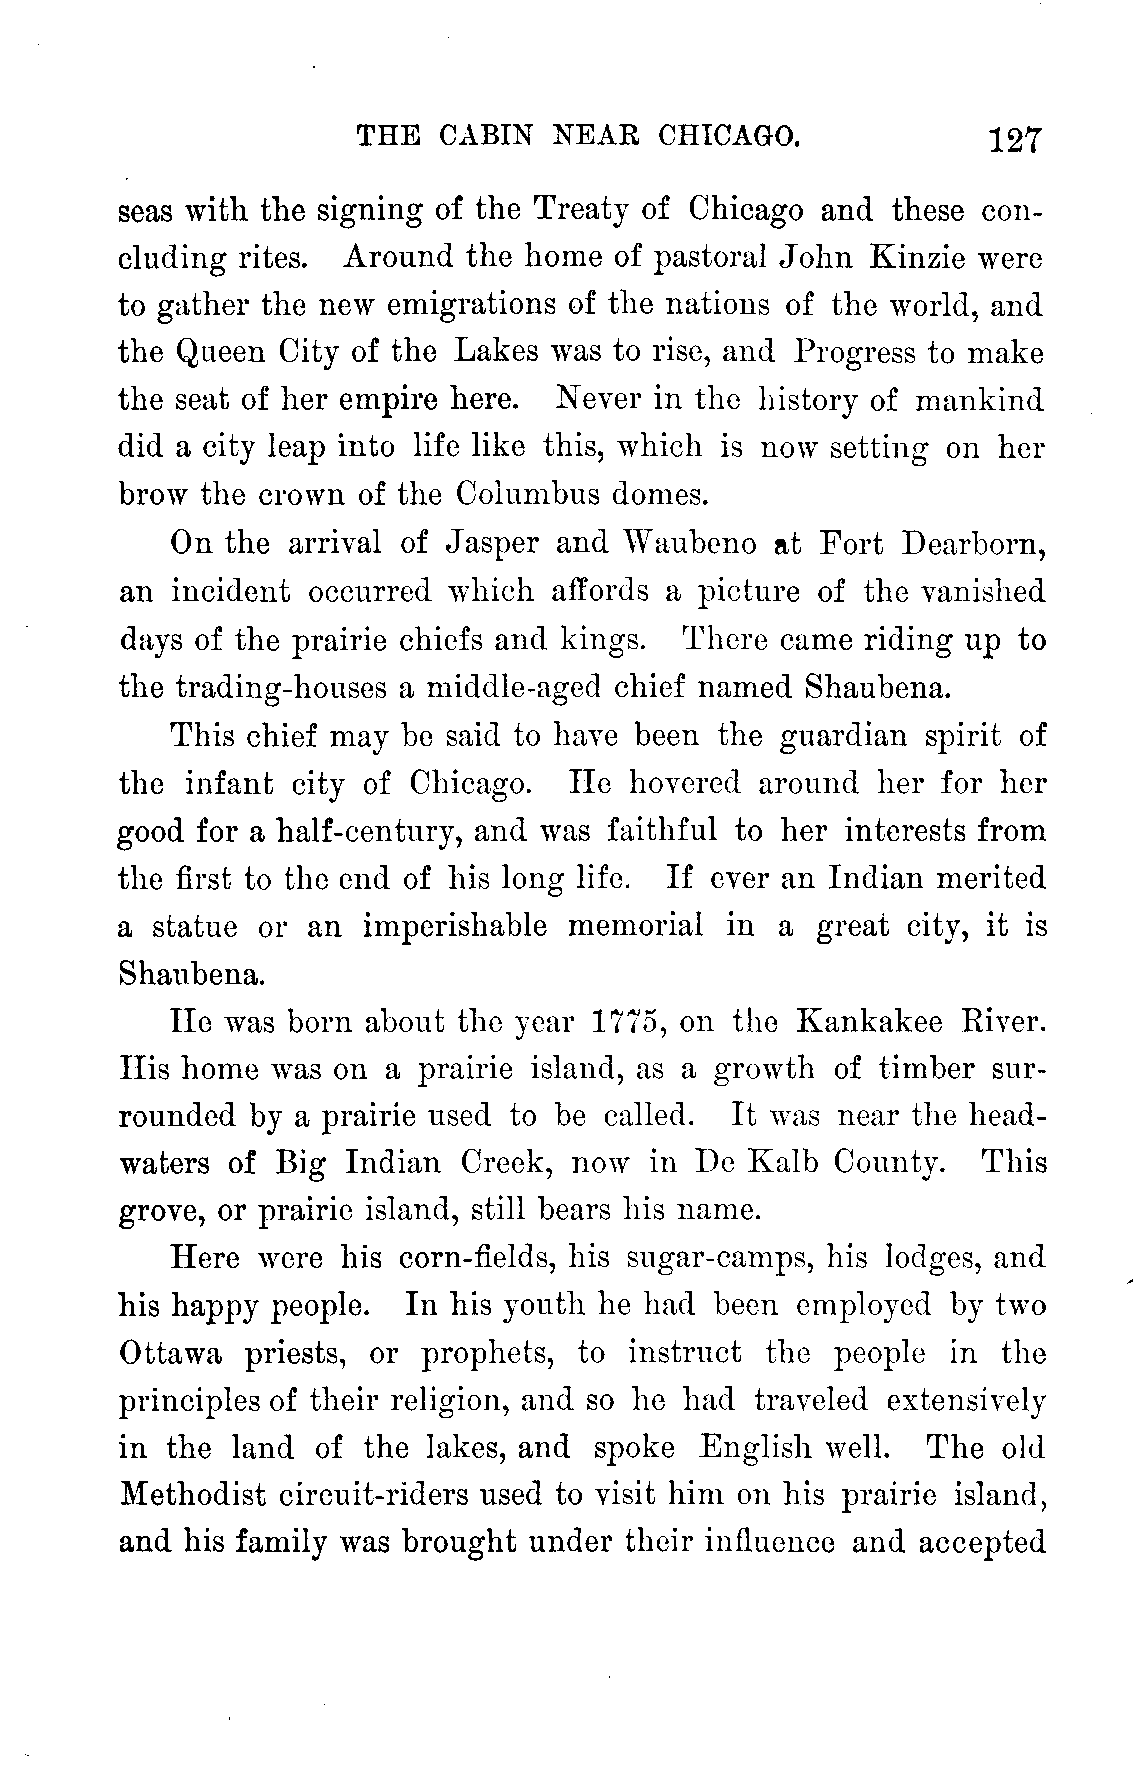 THE CABIN NEAR CHICAGO. 127
seas with the signing of the Treaty of Chicago and these con-
cluding rites. Around the home of pastoral John Kinzie were
to gather the new emigrations of the nations of the world, and
the Queen City of the Lakes was to rise, and Progress to make
the seat of her empire here. Never in the history of mankind
did a city leap into life like this, which is now setting on her
brow the crown of the Columbus domes.
On the arrival of Jasper and Waubeno at Fort Dearborn,
an incident occurred which affords a picture of the vanished
days of the prairie chiefs and kings. There came riding up to
the trading-houses a middle-aged chief named Shaubena.
This chief may be said to have been the guardian spirit of
the infant city of Chicago. He hovered around her for her
good for a half-century, and was faithful to her interests from
the first to the end of his long life. If ever an Indian merited
a statue or an imperishable memorial in a great city, it is
Shaubena.
He was born about the year 1775, on the Kankakee River.
His home was on a prairie island, as a growth of timber sur-
rounded by a prairie used to be called. It was near the head-
waters of Big Indian Creek, now in De Kalb County. This
grove, or prairie island, still bears his name.
Here were his corn-fields, his sugar-camps, his lodges, and
his happy people. In his youth he had been employed by two
Ottawa priests, or prophets, to instruct the people in the
principles of their religion, and so he had traveled extensively
in the land of the lakes, and spoke English well. The old
Methodist circuit-riders used to visit him on his prairie island,
and his family was brought under their influence and accepted